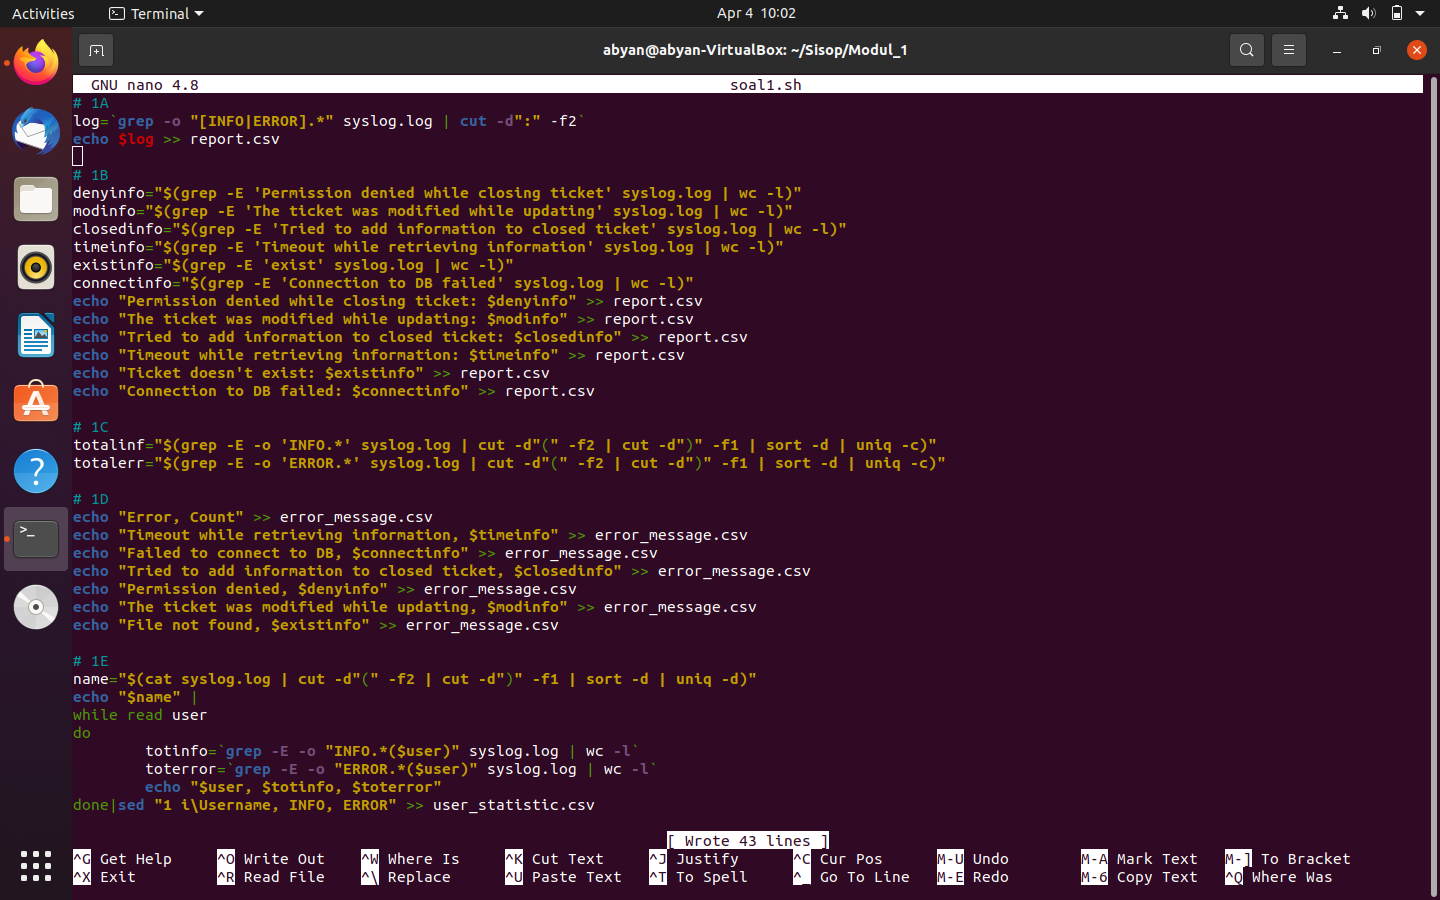 Activities Terminal Apr 4 10:02
abyan@abyan-VirtualBox: ~/Sisop/Modul_1
GNU nano 4.8 soal1.sh
# 1A
log=`grep -o "[INFO|ERROR].*" syslog.log | cut -d":" -f2`
echo $log >> report.csv
# 1B
denyinfo="$(grep -E 'Permission denied while closing ticket' syslog.log | wc -l)"
modinfo="$(grep -E 'The ticket was modified while updating' syslog.log | wc -l)"
closedinfo="$(grep -E 'Tried to add information to closed ticket' syslog.log | wc -l)"
timeinfo="$(grep -E 'Timeout while retrieving information' syslog.log | wc -l)"
existinfo="$(grep -E 'exist' syslog.log | wc -l)"
connectinfo="$(grep -E 'Connection to DB failed' syslog.log | wc -l)"
echo "Permission denied while closing ticket: $denyinfo" >> report.csv
echo "The ticket was modified while updating: $modinfo" >> report.csv
echo "Tried to add information to closed ticket: $closedinfo" >> report.csv
echo "Timeout while retrieving information: $timeinfo" >> report.csv
echo "Ticket doesn't exist: $existinfo" >> report.csv
echo "Connection to DB failed: $connectinfo" >> report.csv
# 1C
totalinf="$(grep -E -o 'INFO.*' syslog.log | cut -d"(" -f2 | cut -d")" -f1 | sort -d | uniq -c)"
totalerr="$(grep -E -o 'ERROR.*' syslog.log | cut -d"(" -f2 | cut -d")" -f1 | sort -d | uniq -c)"
# 1D
echo "Error, Count" >> error_message.csv
echo "Timeout while retrieving information, $timeinfo" >> error_message.csv
echo "Failed to connect to DB, $connectinfo" >> error_message.csv
echo "Tried to add information to closed ticket, $closedinfo" >> error_message.csv
echo "Permission denied, $denyinfo" >> error_message.csv
echo "The ticket was modified while updating, $modinfo" >> error_message.csv
echo "File not found, $existinfo" >> error_message.csv
# 1E
name="$(cat syslog.log | cut -d"(" -f2 | cut -d")" -f1 | sort -d | uniq -d)"
echo "$name" |
while read user
do
totinfo=`grep -E -o "INFO.*($user)" syslog.log | wc -l`
toterror=`grep -E -o "ERROR.*($user)" syslog.log | wc -l`
echo "$user, $totinfo, $toterror"
done|sed "1 i\Username, INFO, ERROR" >> user_statistic.csv
[ Wrote 43 lines ]
^G Get Help ^O Write Out ^W Where Is ^K Cut Text ^J Justify ^C Cur Pos M-U Undo M-A Mark Text M-] To Bracket
^X Exit ^R Read File ^\ Replace ^U Paste Text ^T To Spell ^_ Go To Line M-E Redo M-6 Copy Text ^Q Where Was